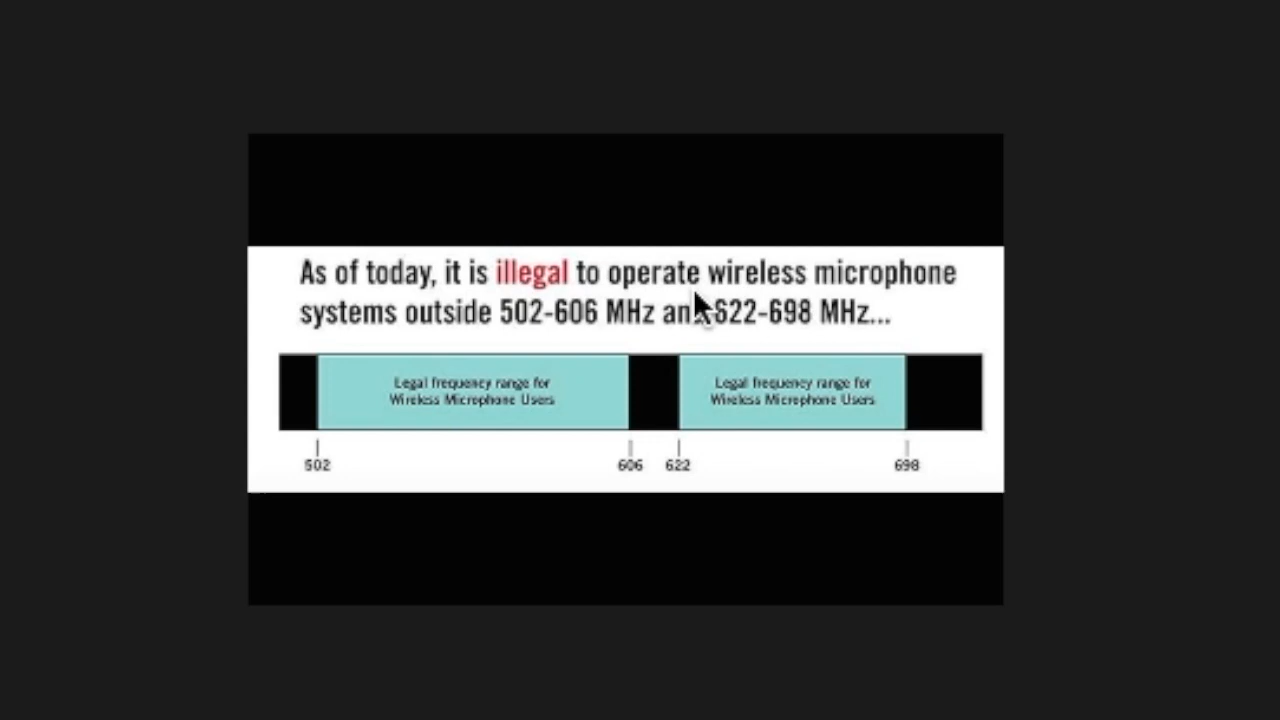 As of today, it is illegal to operate wireless microphone
systems outside 502-606 MHz and 622-698 MHz...
Legal frequency range for
Wireless Microphone Users
Legal frequency range for
Wireless Microphone Users
502 606 622 698